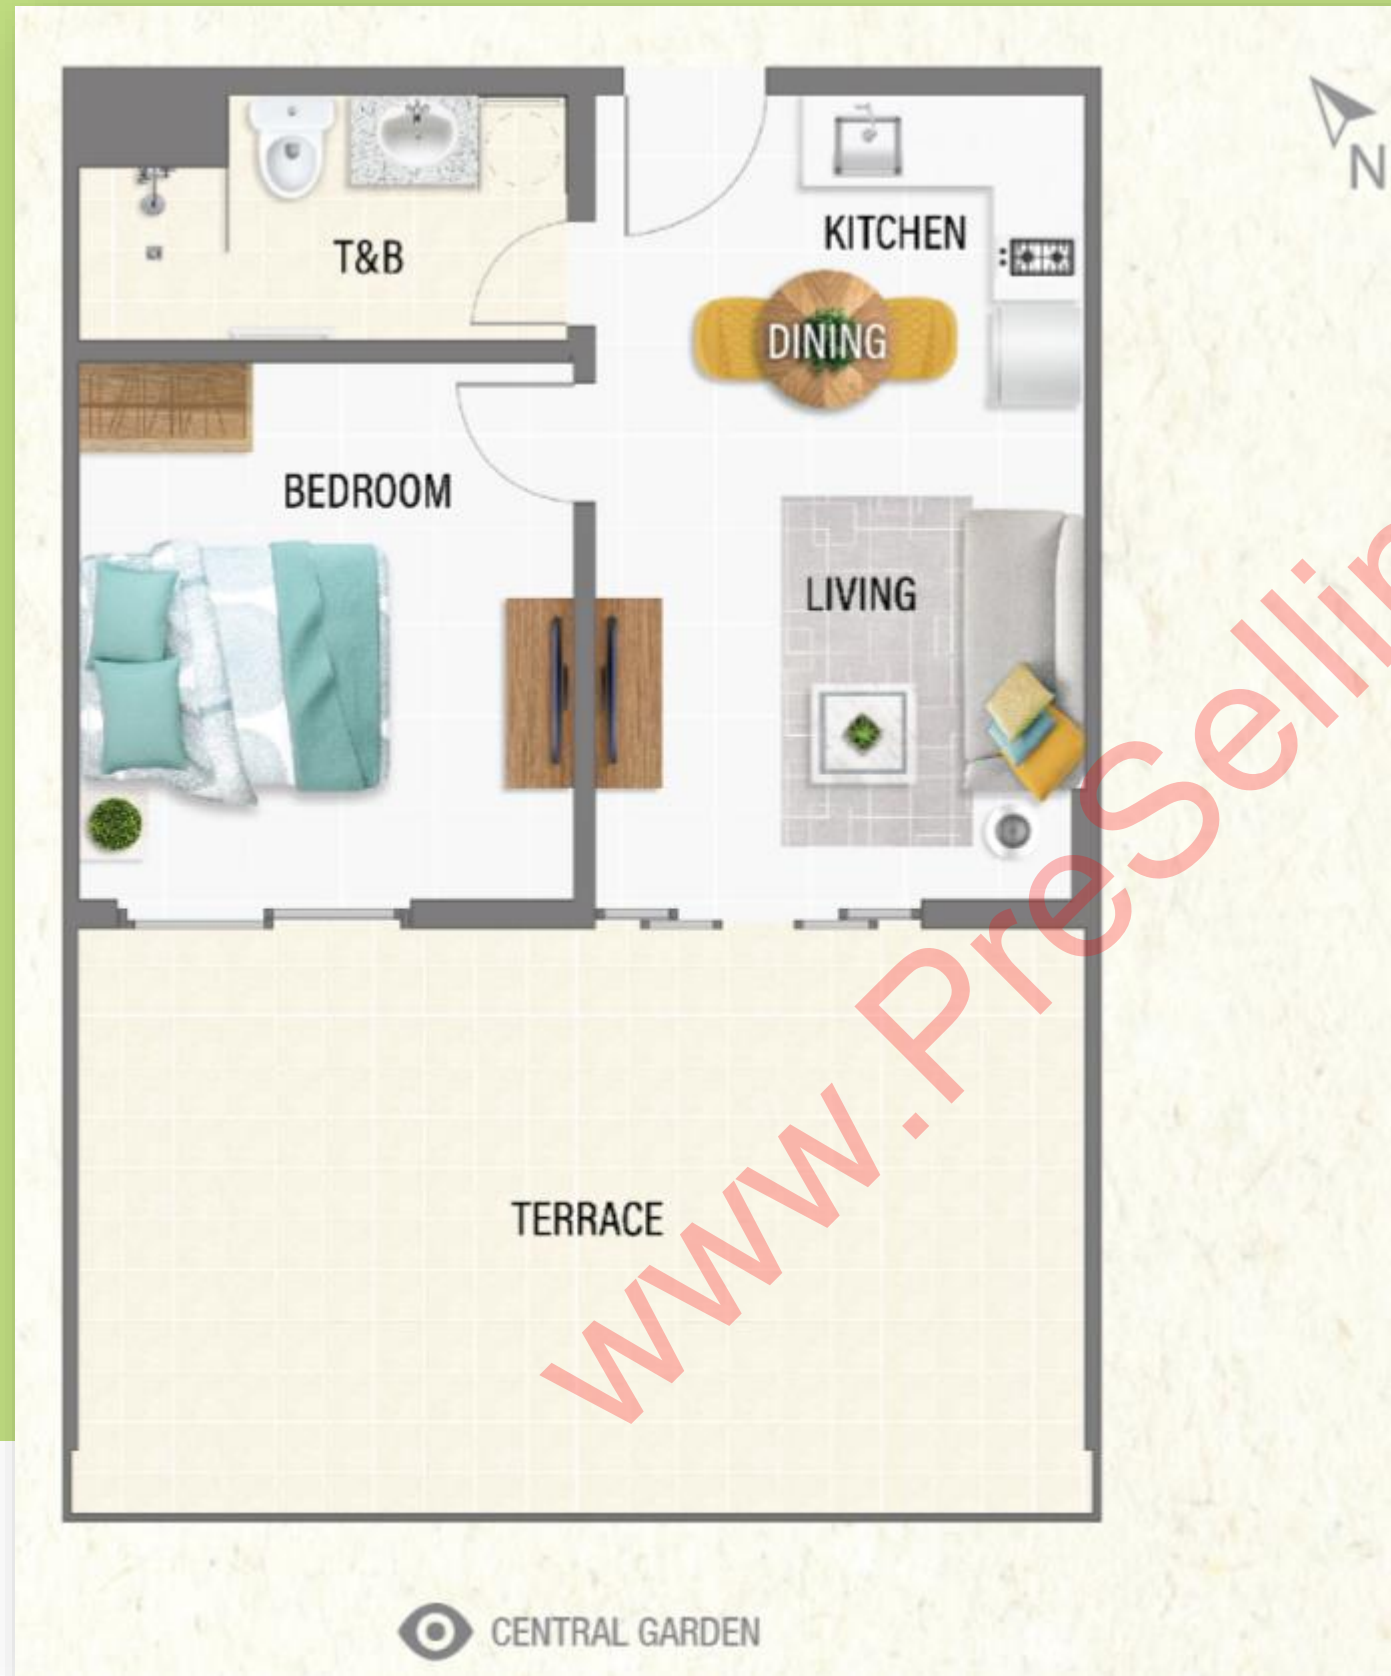 N
T&B
KITCHEN
DINING
BEDROOM
LIVING
TERRACE
www.PreSellin
CENTRAL GARDEN